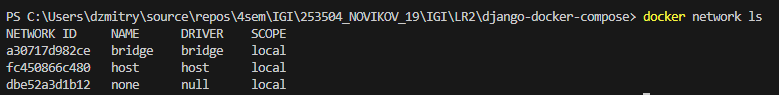 PS C:\Users\dzmitry\source\repos\4sem\IGI\253504_NOVIKOV_19\IGI\LR2\django-docker-compose> docker network ls
NETWORK ID     NAME      DRIVER    SCOPE
a30717d982ce   bridge    bridge    local
fc450866c480   host      host      local
dbe52a3d1b12   none      null      local